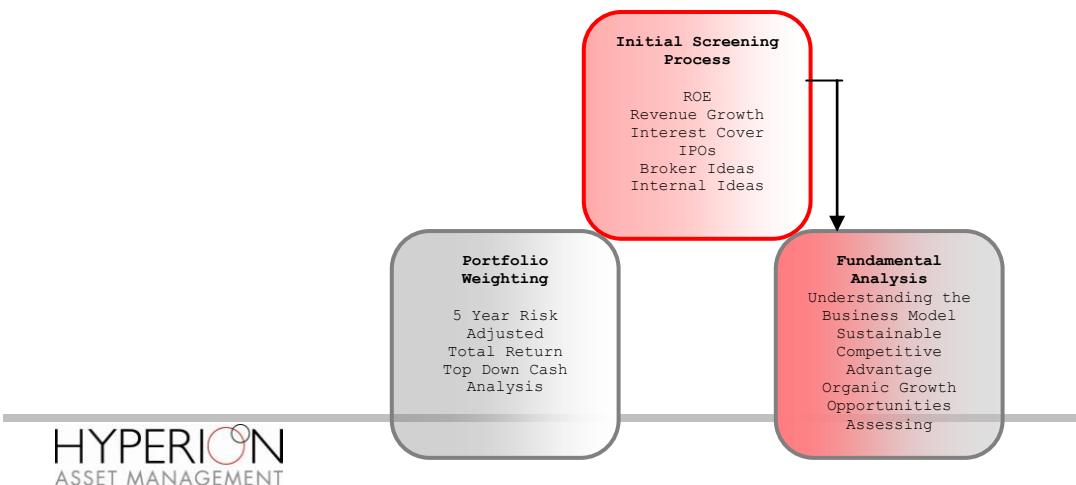 Initial Screening
Process
ROE
Revenue Growth
Interest Cover
IPOs
Broker Ideas
Internal Ideas
Portfolio
Weighting
5 Year Risk
Adjusted
Total Return
Top Down Cash
Analysis
Fundamental
Analysis
Understanding the
Business Model
Sustainable
Competitive
Advantage
Organic Growth
Opportunities
Assessing
HYPERION
ASSET MANAGEMENT